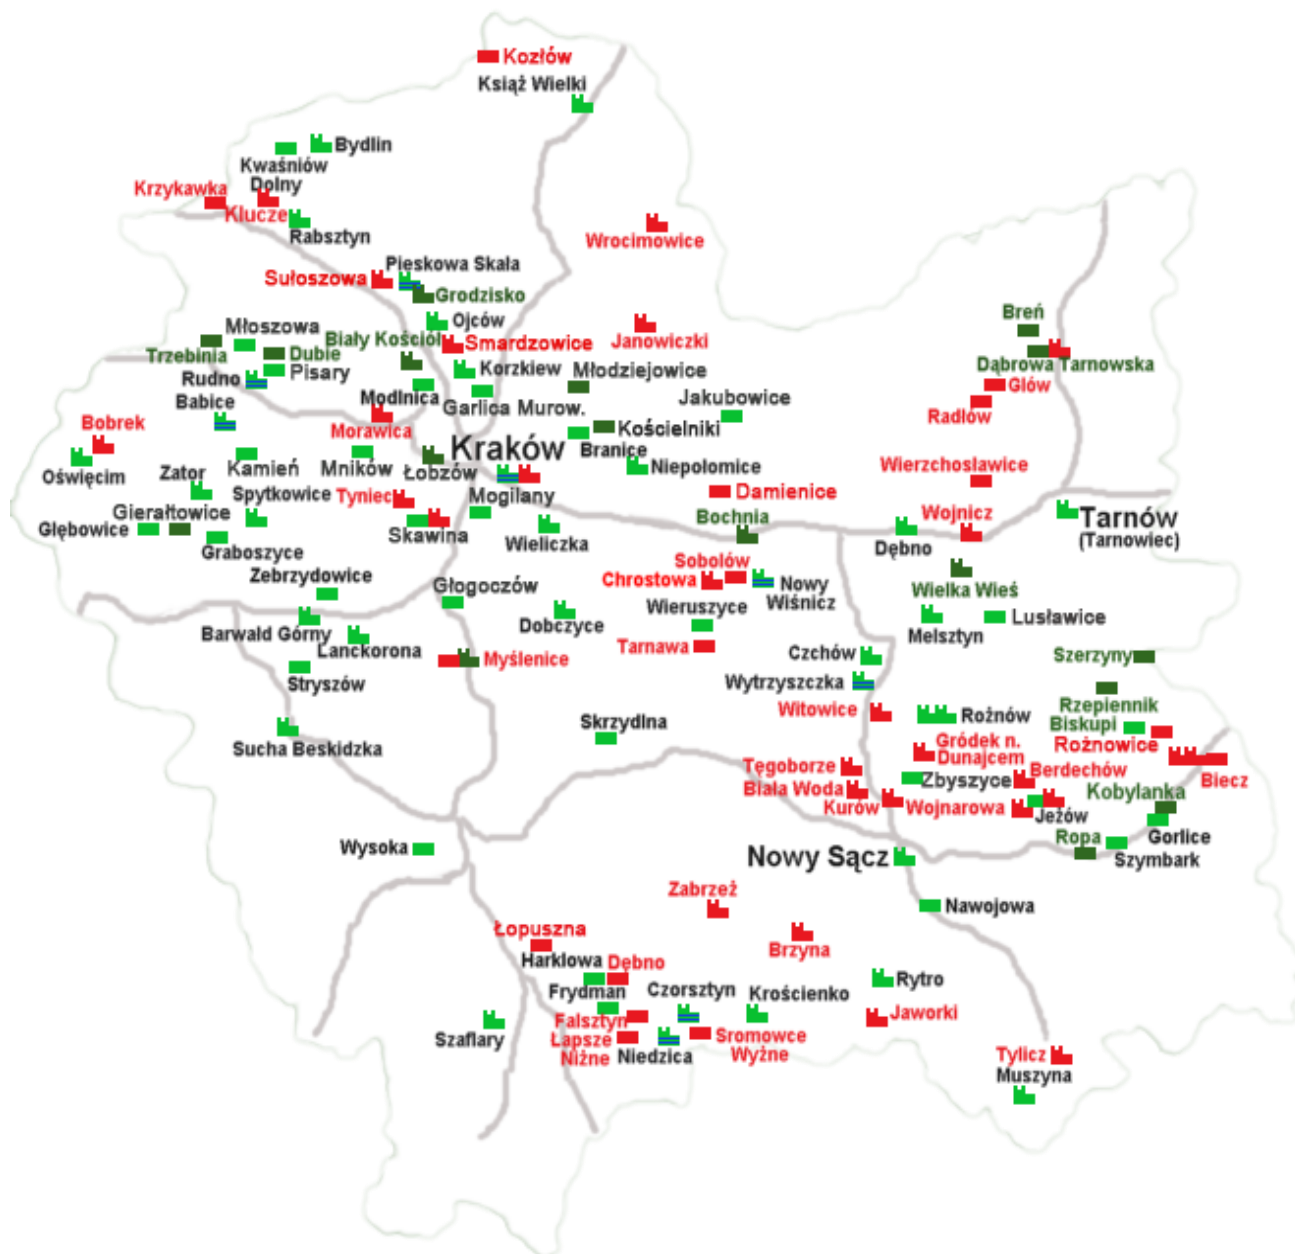 Kozłów
Książ Wielki
Bydlin
Kwaśniów
Dolny
Krzykawka
Klucze
Rabsztyn
Wrocimowice
Pieskowa Skała
Sułoszowa
Grodzisko
Ojców
Breń
Młoszowa
Biały Kościół
Smardzowice
Janowiczki
Trzebinia
Dubie
Dąbrowa Tarnowska
Pisary
Korzkiew
Młodziejowice
Rudno
Glów
Modlnica
Jakubowice
Babice
Garlica Murow.
Radłów
Bobrek
Morawica
Kościelniki
Kraków
Branice
Oświęcim
Zator
Kamień
Mników
Łobzów
Niepolomice
Wierzchosławice
Spytkowice
Tyniec
Mogilany
Damienice
Gierałtowice
Bochnia
Wojnicz
Tarnów
Głębowice
Skawina
Wieliczka
Dębno
(Tarnowiec)
Graboszyce
Zebrzydowice
Sobolów
Chrostowa
Nowy
Wiśnicz
Wielka Wieś
Głogoczów
Wieruszyce
Barwald Górny
Dobczyce
Melsztyn
Lusławice
Lanckorona
Tarnawa
Czchów
Szerzyny
Myślenice
Stryszów
Wytrzyszczka
Rzepiennik
Biskupi
Witowice
Rożnów
Skrzydlna
Sucha Beskidzka
Gródek n.
Dunajcem
Rożnowice
Tęgoborze
Zbyszyce
Berdechów
Biecz
Biała Woda
Kobylanka
Kurów
Wojnarowa
Jeżów
Gorlice
Wysoka
Nowy Sącz
Ropa
Szymbark
Zabrzeż
Nawojowa
Łopuszna
Brzyna
Harklowa
Dębno
Rytro
Frydman
Czorsztyn
Krościenko
Falsztyn
Jaworki
Szaflary
Łapsze
Niżne
Niedzica
Sromowce
Wyżne
Tylicz
Muszyna